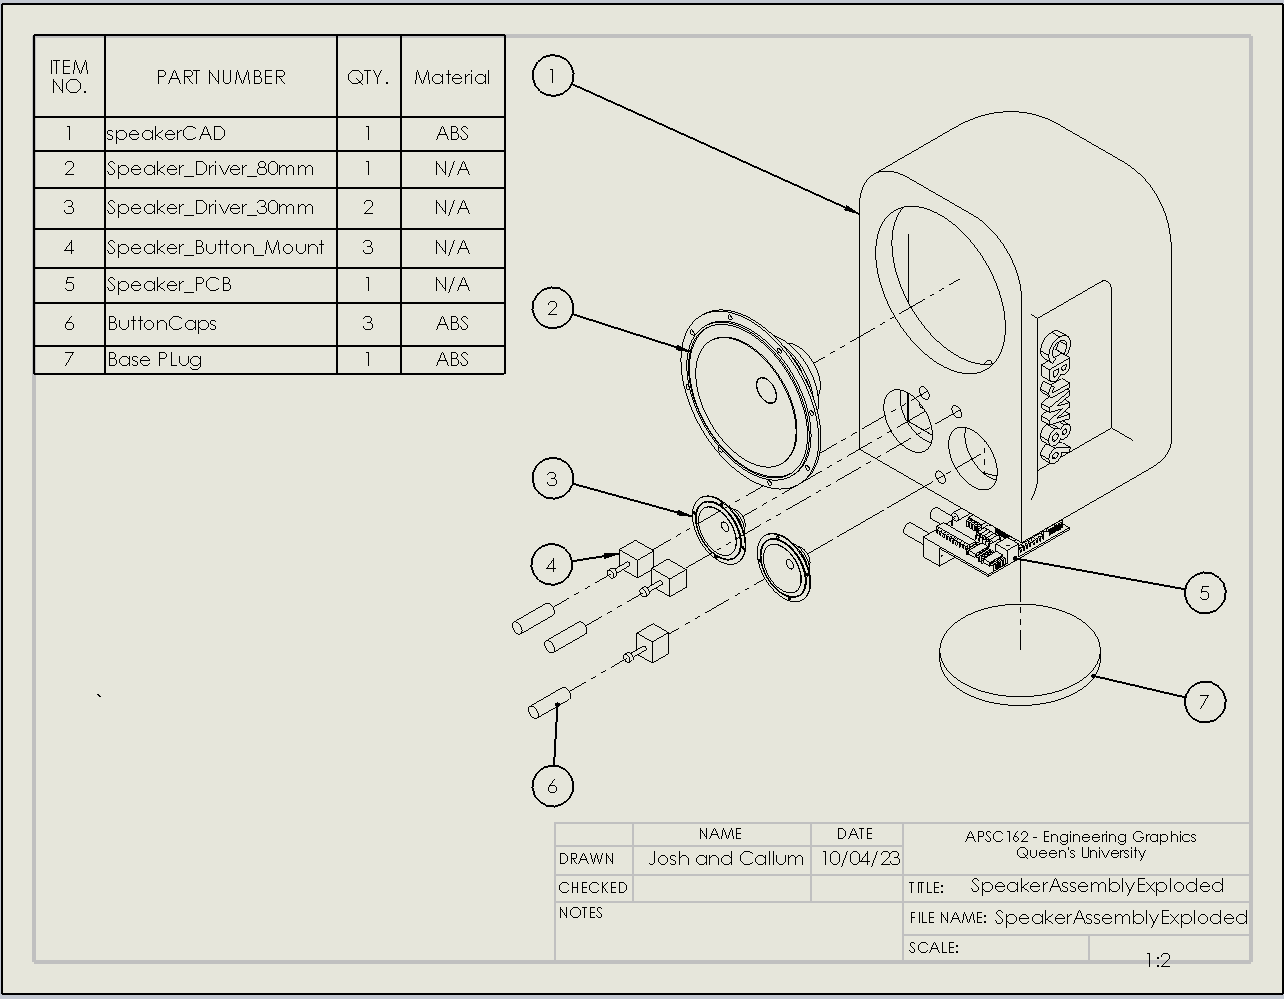 ITEM NO. PART NUMBER QTY. Material
1 speakerCAD 1 ABS
2 Speaker_Driver_80mm 1 N/A
3 Speaker_Driver_30mm 2 N/A
4 Speaker_Button_Mount 3 N/A
5 Speaker_PCB 1 N/A
6 ButtonCaps 3 ABS
7 Base PLug 1 ABS
1
2
3
4
5
7
6
NAME DATE
DRAWN Josh and Callum 10/04/23
CHECKED
NOTES
APSC162 - Engineering Graphics
Queen's University
TITLE: SpeakerAssemblyExploded
FILE NAME: SpeakerAssemblyExploded
SCALE:
1:2